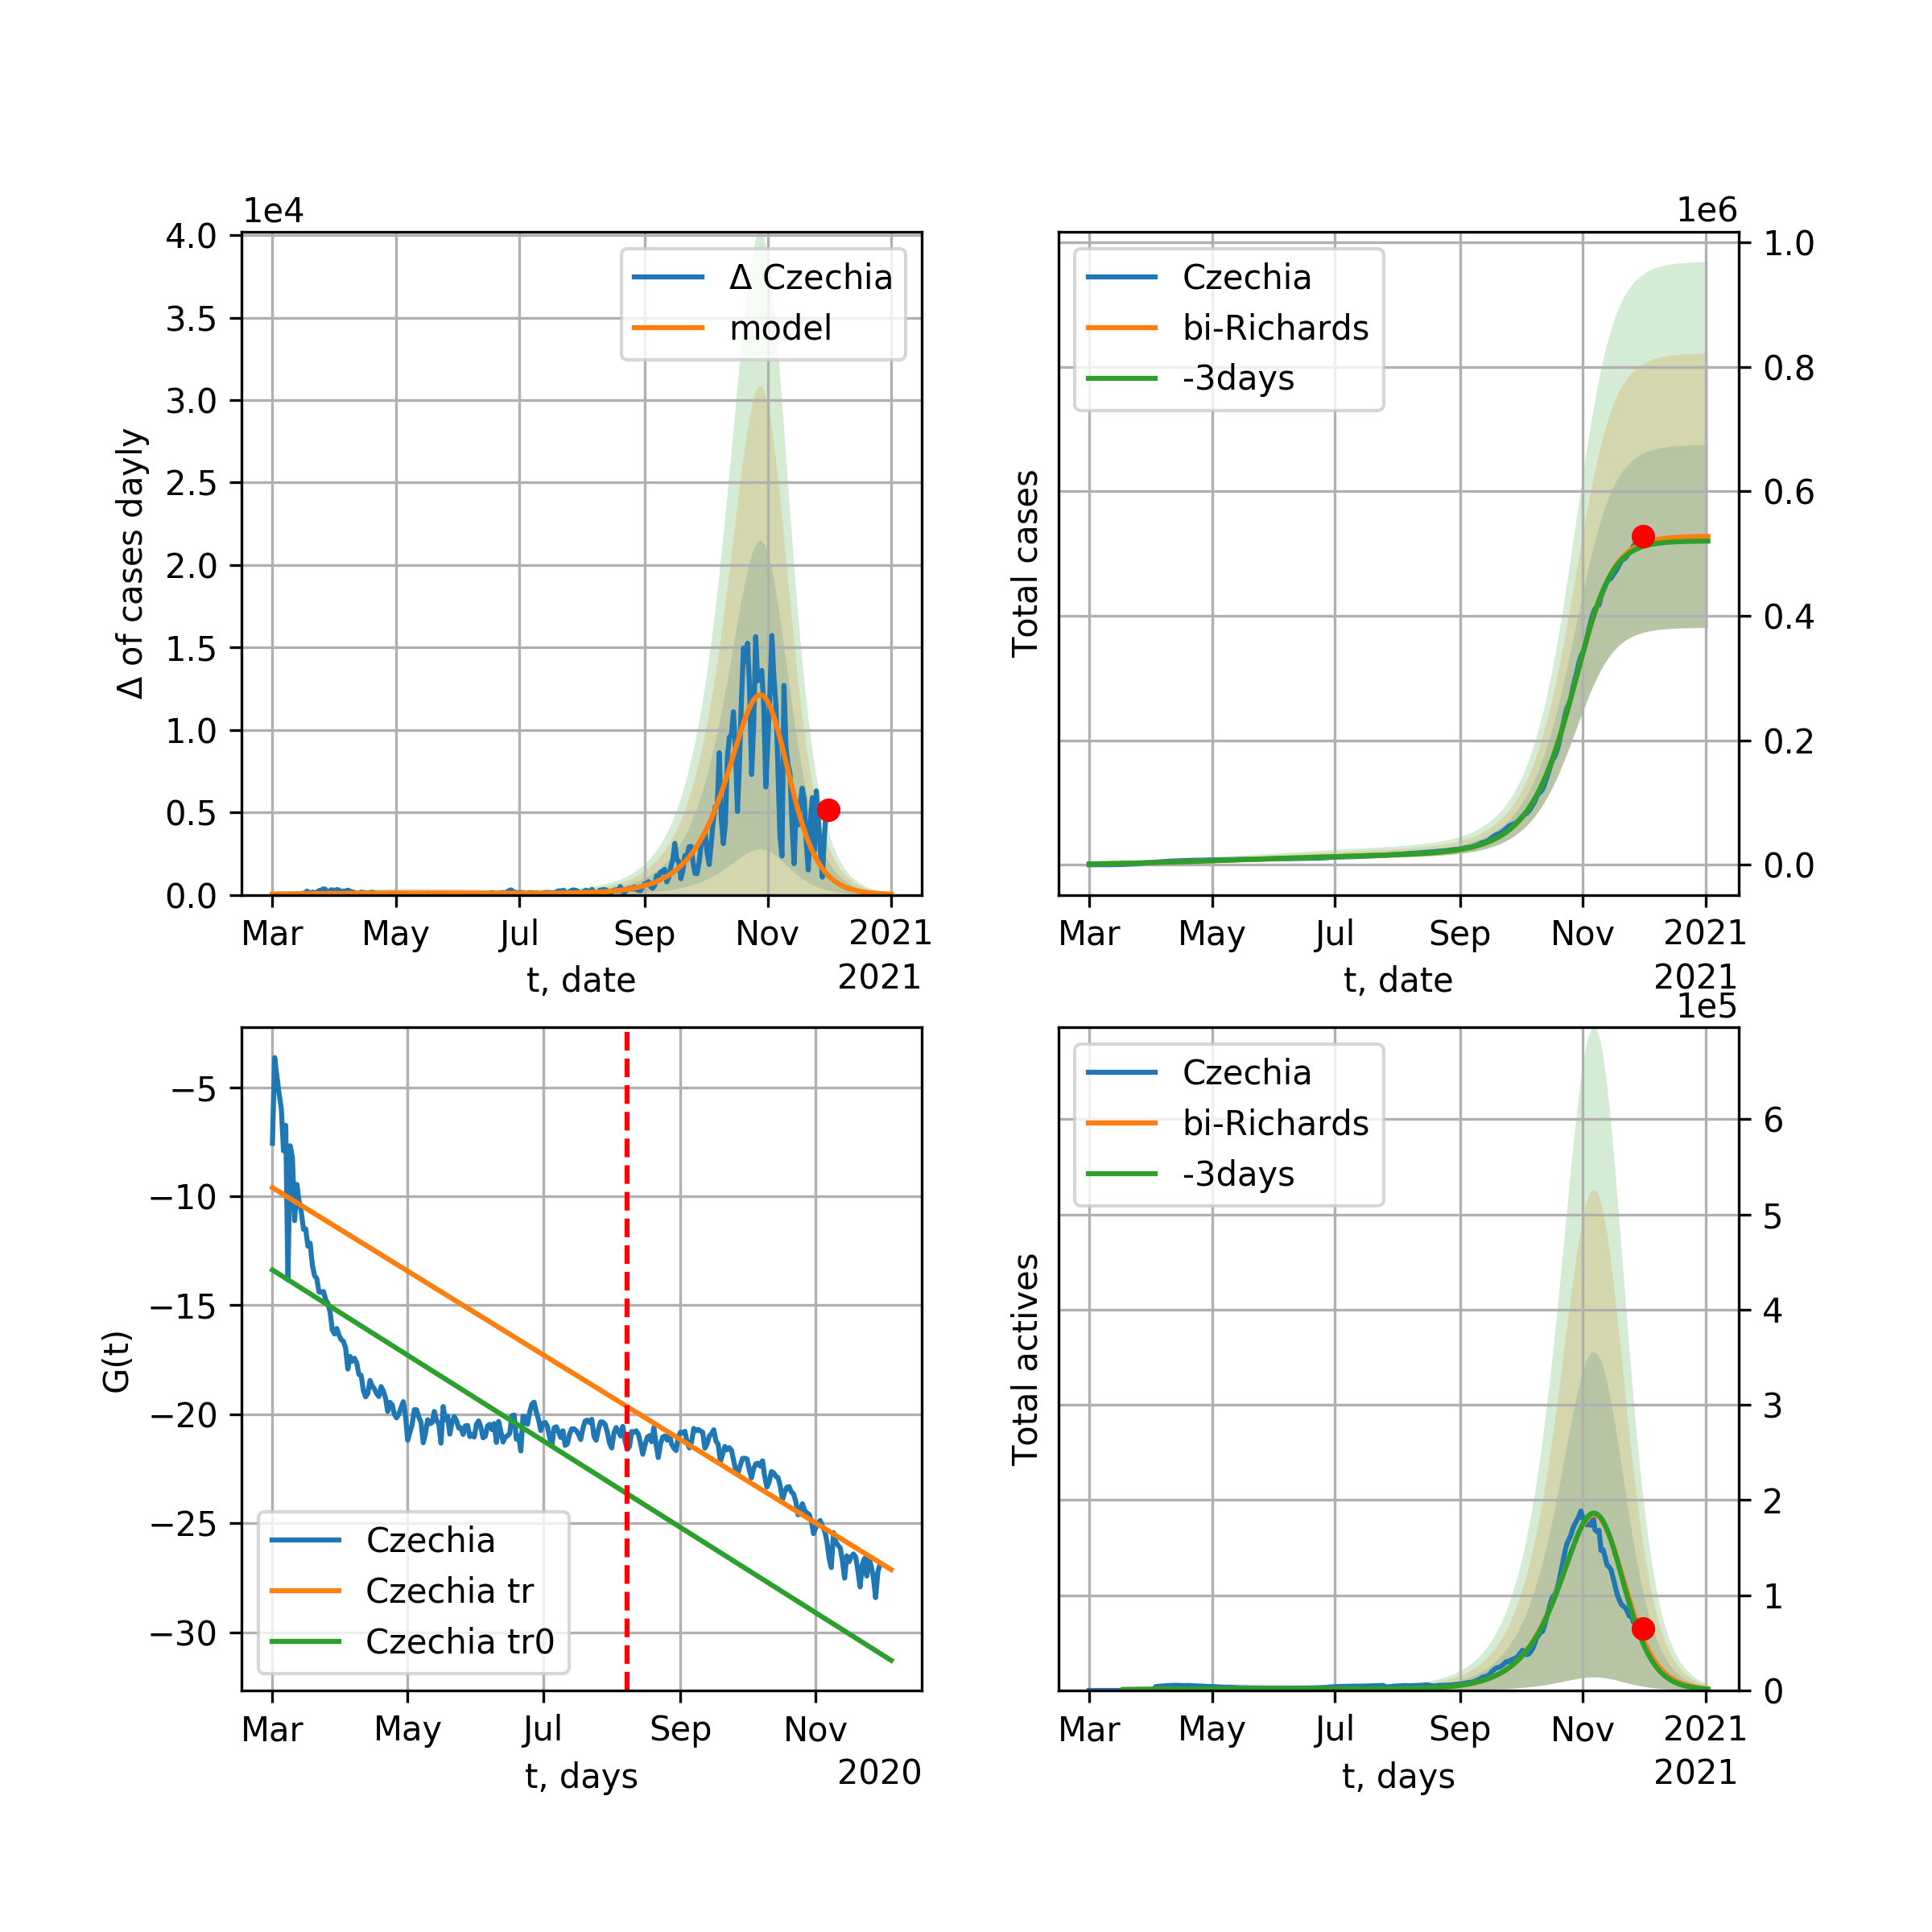 1e4
4.0
3.5
3.0
2.5
2.0
1.5
1.0
0.5
0.0
Δ of cases dayly
Δ Czechia
model
Mar May Jul Sep Nov 2021
t, date 2021
1e6
1.0
0.8
0.6
0.4
0.2
0.0
Total cases
Czechia
bi-Richards
-3days
Mar May Jul Sep Nov 2021
t, date 2021
−5
−10
−15
−20
−25
−30
G(t)
Czechia
Czechia tr
Czechia tr0
Mar May Jul Sep Nov
t, days 2020
1e5
6
5
4
3
2
1
0
Total actives
Czechia
bi-Richards
-3days
Mar May Jul Sep Nov 2021
t, days 2021